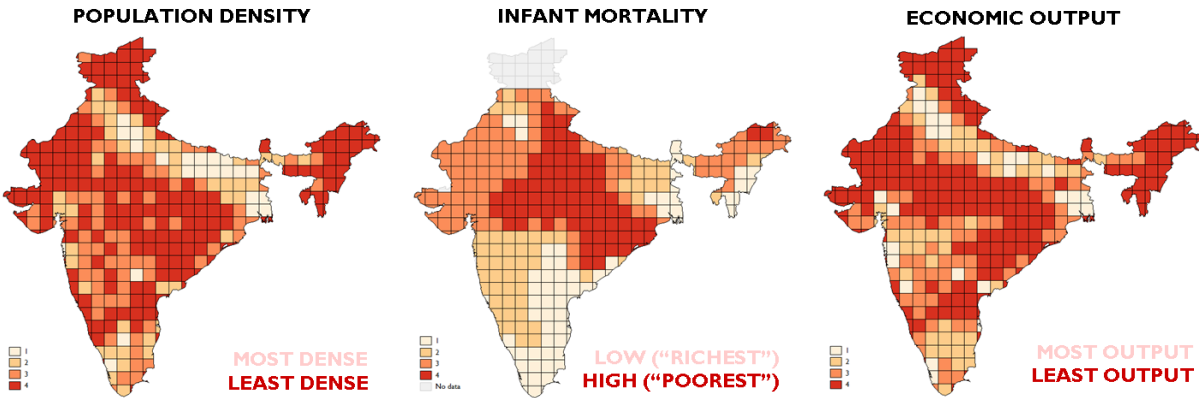 POPULATION DENSITY
1
2
3
4
MOST DENSE
LEAST DENSE
INFANT MORTALITY
1
2
3
4
No data
LOW (“RICHEST”)
HIGH (“POOREST”)
ECONOMIC OUTPUT
1
2
3
4
MOST OUTPUT
LEAST OUTPUT